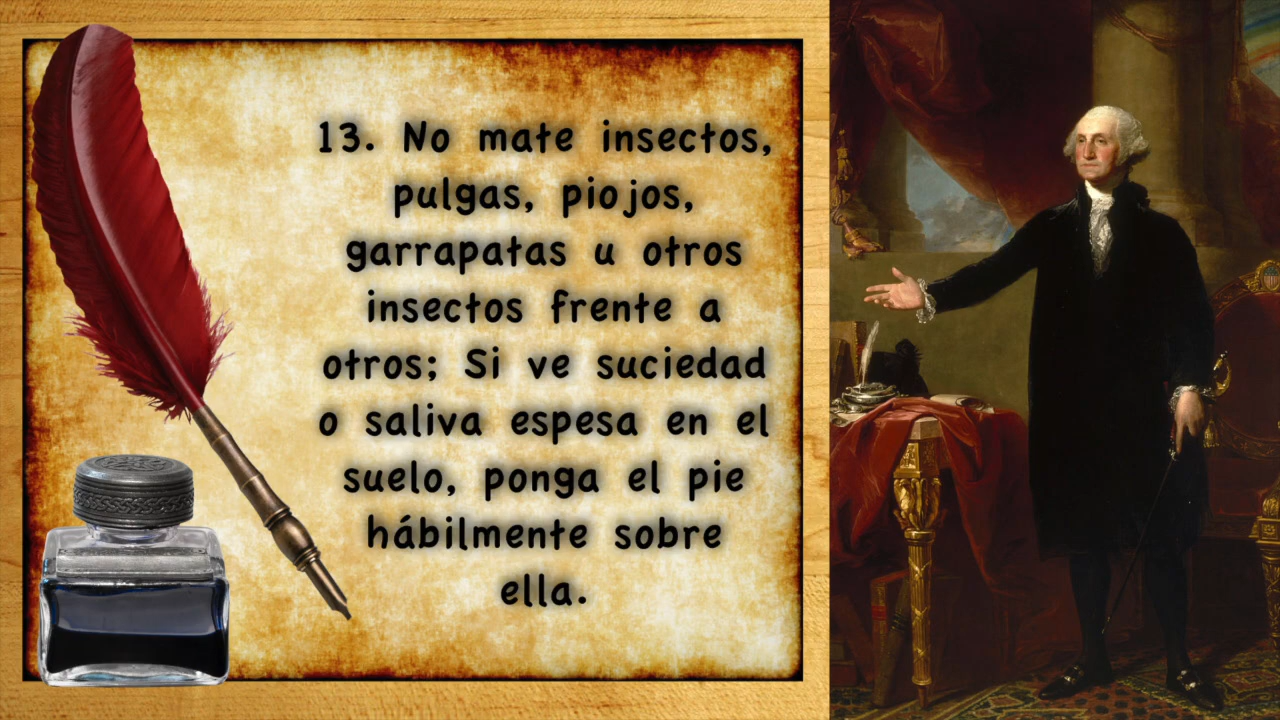 13. No mate insectos,
pulgas, piojos,
garrapatas u otros
insectos frente a
otros; Si ve suciedad
o saliva espesa en el
suelo, ponga el pie
hábilmente sobre
ella.